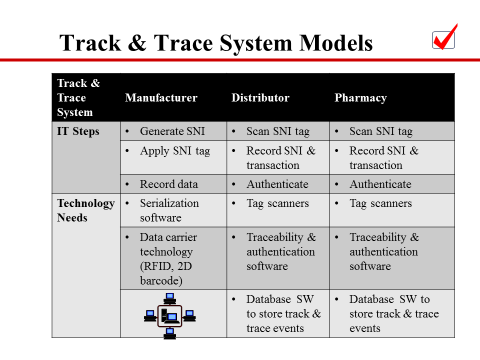 Track & Trace System Models
Track &
Trace
System
Manufacturer
Distributor
Pharmacy
IT Steps
• Generate SNI
• Scan SNI tag
• Scan SNI tag
• Apply SNI tag
• Record SNI &
transaction
• Record SNI &
transaction
• Record data
• Authenticate
• Authenticate
Technology
Needs
• Serialization
software
• Tag scanners
• Tag scanners
• Data carrier
technology
(RFID, 2D
barcode)
• Traceability &
authentication
software
• Traceability &
authentication
software
• Database SW
to store track &
trace events
• Database SW to
store track & trace
events